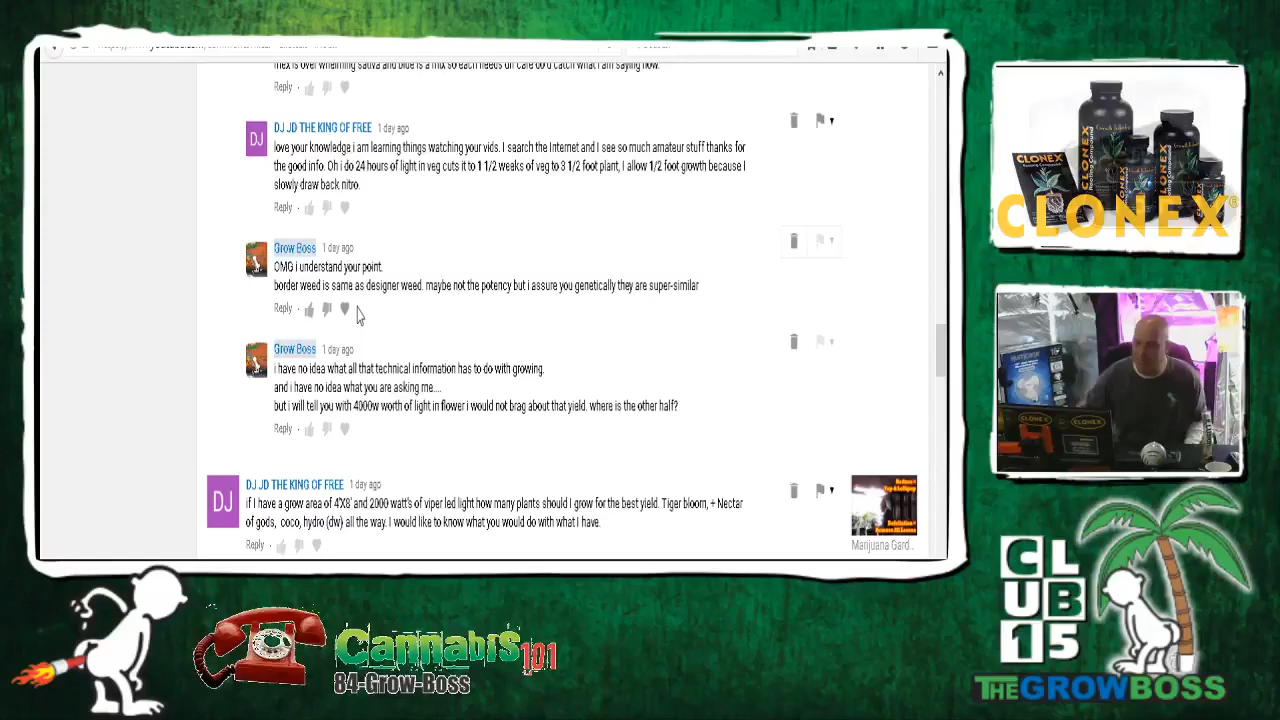 mex is over whelming sativa and blue is a mix so each needs diff
catch what I am saying now.
Reply
DJ
DJ JD THE KING OF FREE 1 day ago
love your knowledge i am learning things watching your vids. I search the Internet and I see so much amateur stuff thanks for
the good info. Oh i do 24 hours of light in veg cuts it to 1 1/2 weeks of veg to 3 1/2 foot plant, I allow 1/2 foot growth because I
slowly draw back nitro.
Reply
Grow Boss 1 day ago
OMG i understand your point.
border weed is same as designer weed. maybe not the potency but i assure you genetically they are super-similar
Reply
Grow Boss 1 day ago
i have no idea what all that technical information has to do with growing.
and i have no idea what you are asking me....
but i will tell you with 4000w worth of light in flower i would not brag about that yield. where is the other half?
Reply
DJ
DJ JD THE KING OF FREE 1 day ago
if I have a grow area of 4'X8' and 2000 watt's of viper led light how many plants should I grow for the best yield. Tiger bloom, + Nectar
of gods, coco, hydro (dw) all the way. I would like to know what you would do with what I have.
Reply
Marijuana Gard..
CLONEX
CLONEX
Rooting Compound
CLONEX®
CLONEX
CLONEX
Cannabis 101
84-Grow-Boss
CLUB
15
THEGROWBOSS